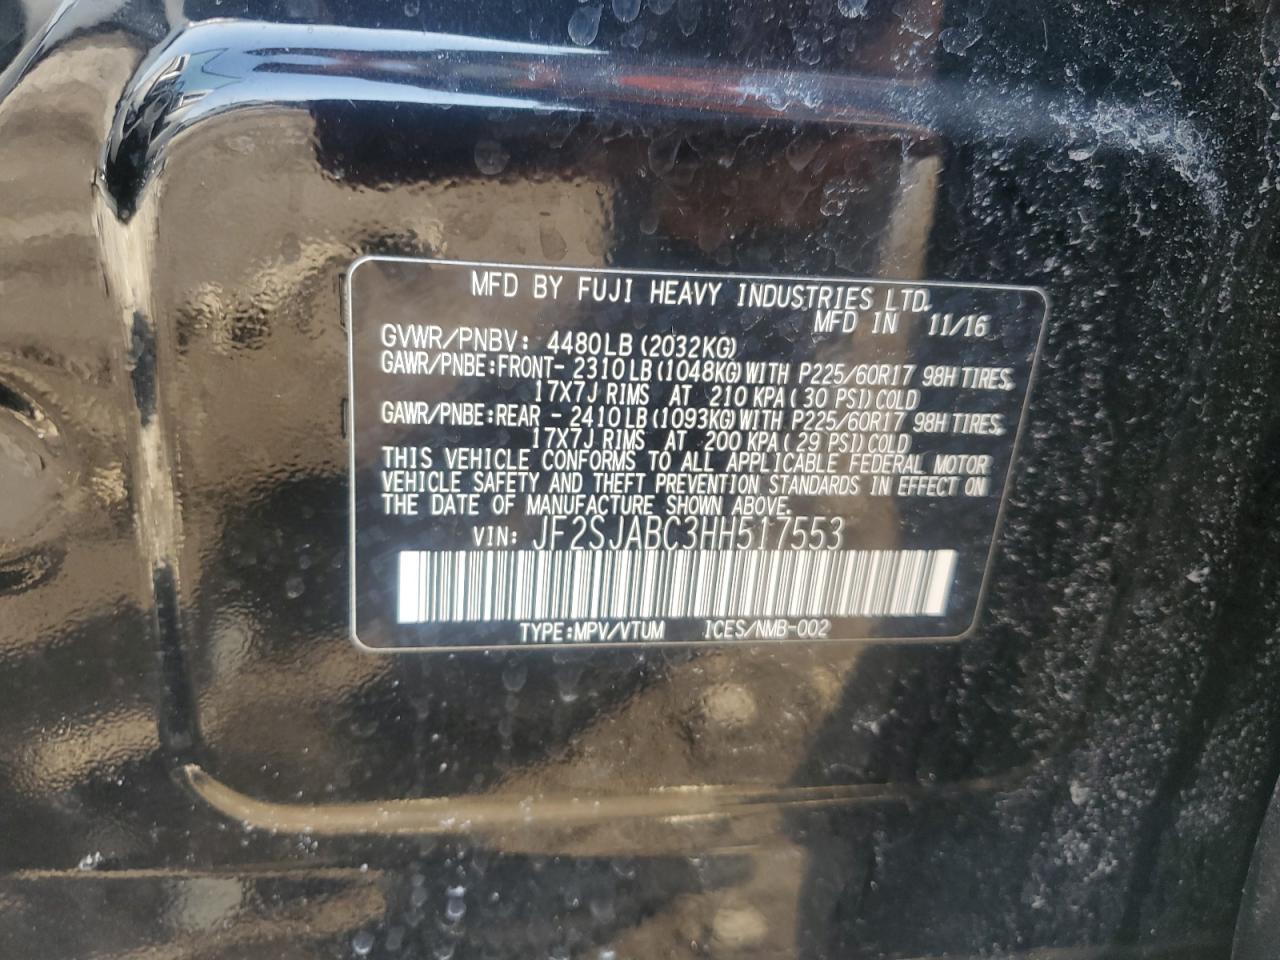 MFD BY FUJI HEAVY INDUSTRIES LTD.
MFD IN 11/16
GVWR/PNBV: 4480LB (2032KG)
GAWR/PNBE:FRONT- 2310LB (1048KG) WITH P225/60R17 98H TIRES,
17X7J RIMS AT 210 KPA (30 PSI) COLD
GAWR/PNBE:REAR - 2410LB (1093KG) WITH P225/60R17 98H TIRES,
17X7J RIMS AT 200 KPA (29 PSI) COLD
THIS VEHICLE CONFORMS TO ALL APPLICABLE FEDERAL MOTOR
VEHICLE SAFETY AND THEFT PREVENTION STANDARDS IN EFFECT ON
THE DATE OF MANUFACTURE SHOWN ABOVE.
VIN: JF2SJABC3HH517553
TYPE:MPV/VTUM ICES/NMB-002